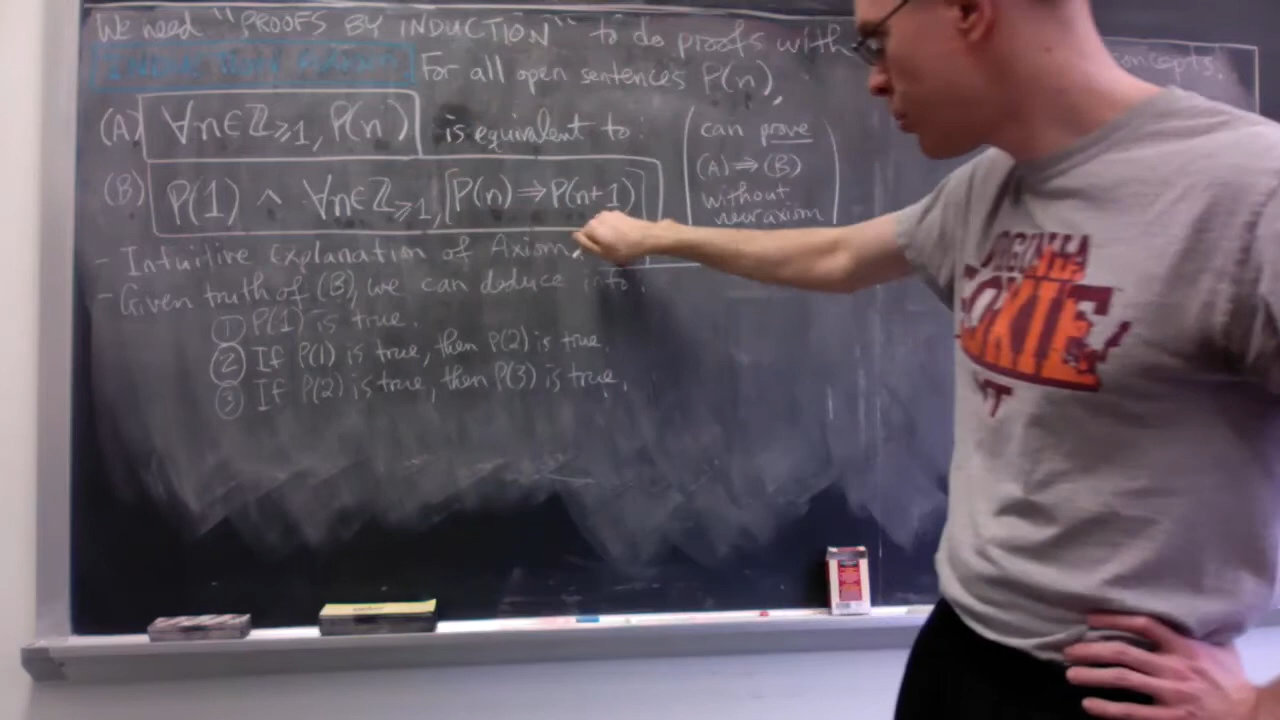 We need "PROOFS BY INDUCTION" to do proofs with
concepts.
INDUCTION AXIOM For all open sentences P(n),
(A) ∀n∈ℤ⩾1, P(n) is equivalent to:
(B) P(1) ∧ ∀n∈ℤ⩾1, [P(n)⇒P(n+1)]
(can prove
(A)⇒(B)
without
new axiom)
- Intuitive Explanation of Axiom:
- Given truth of (B), we can deduce info:
① P(1) is true.
② If P(1) is true, then P(2) is true.
③ If P(2) is true, then P(3) is true.
VIRGINIA
HOKIE
VT